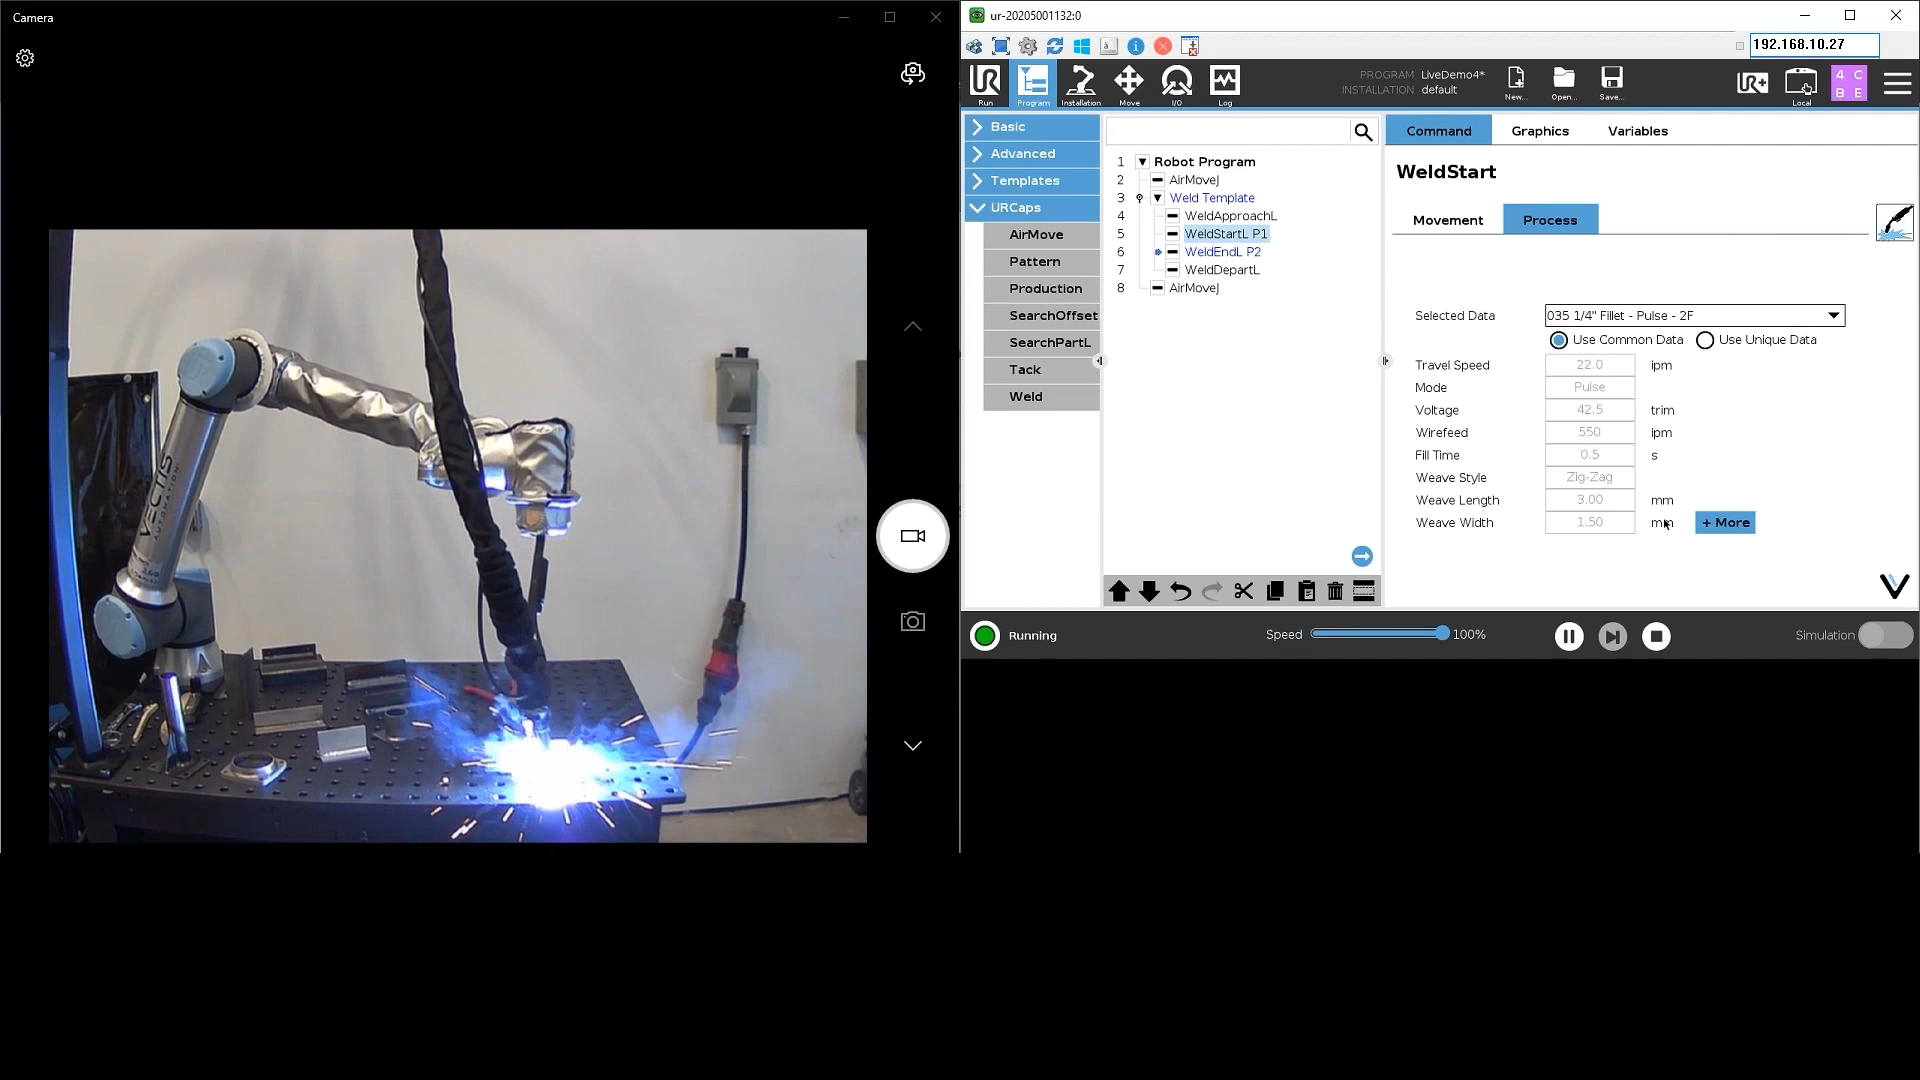 Camera
VECTIS
AUTOMATION
ur-20205001132:0
192.168.10.27
Run
Program
Installation
Move
I/O
Log
PROGRAM LiveDemo4*
INSTALLATION default
New...
Open...
Save...
UR+
Local
4 C
B E
Basic
Advanced
Templates
URCaps
AirMove
Pattern
Production
SearchOffset
SearchPartL
Tack
Weld
1 Robot Program
2 AirMoveJ
3 Weld Template
4 WeldApproachL
5 WeldStartL P1
6 WeldEndL P2
7 WeldDepartL
8 AirMoveJ
Command Graphics Variables
WeldStart
Movement Process
Selected Data 035 1/4" Fillet - Pulse - 2F
Use Common Data Use Unique Data
Travel Speed 22.0 ipm
Mode Pulse
Voltage 42.5 trim
Wirefeed 550 ipm
Fill Time 0.5 s
Weave Style Zig-Zag
Weave Length 3.00 mm
Weave Width 1.50 mm + More
Running
Speed 100%
Simulation